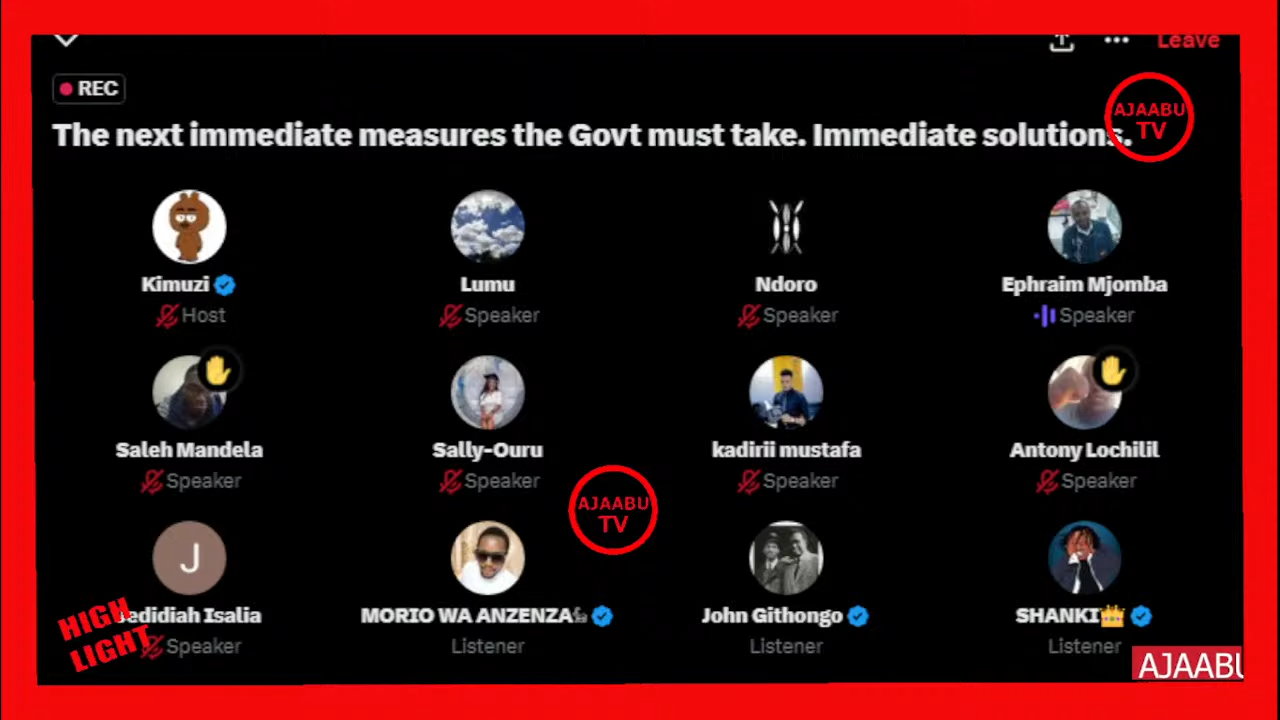 Leave
REC
The next immediate measures the Govt must take. Immediate solutions.
AJAABU
TV
Kimuzi
Lumu
Ndoro
Ephraim Mjomba
Host
Speaker
Speaker
Speaker
Saleh Mandela
Sally-Ouru
kadirii mustafa
Antony Lochilil
Speaker
Speaker
Speaker
Speaker
AJAABU
TV
J
Jedidiah Isalia
MORIO WA ANZENZA
John Githongo
SHANKI
Speaker
Listener
Listener
Listener
HIGH
LIGHT
AJAABU